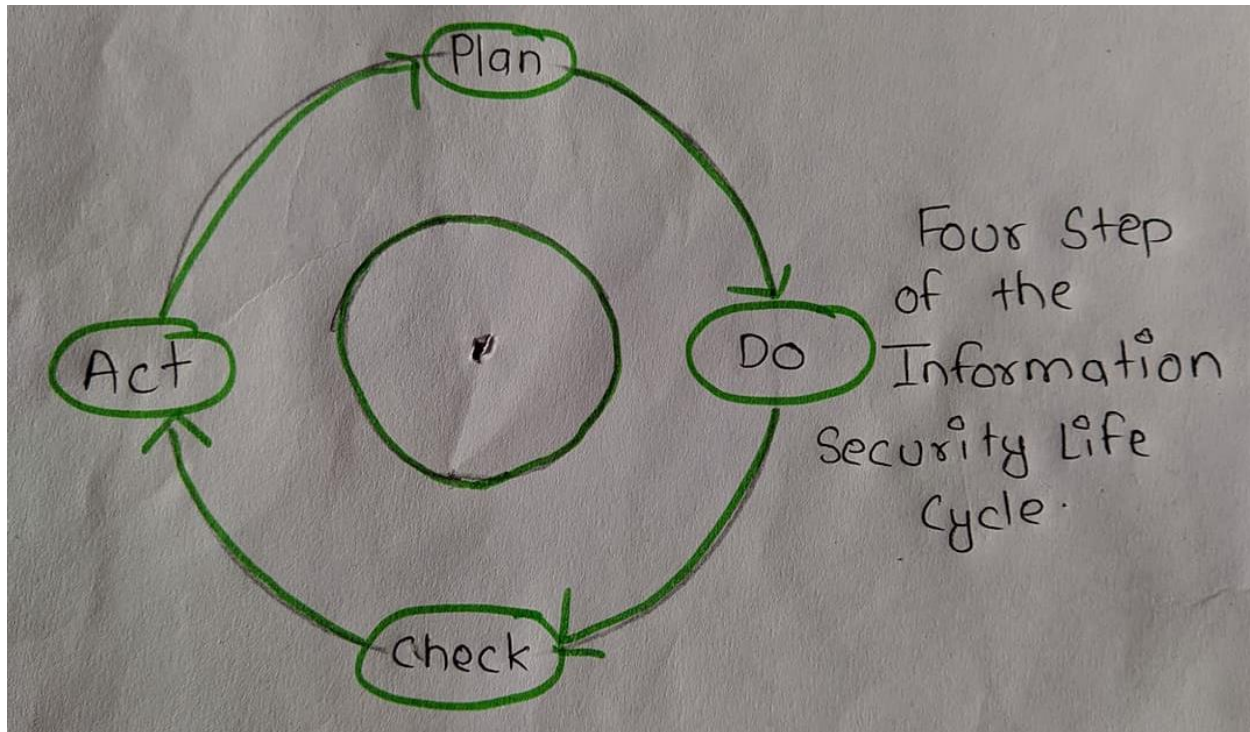 Plan
Do
Check
Act
Four Step
of the
Information
Security Life
Cycle.